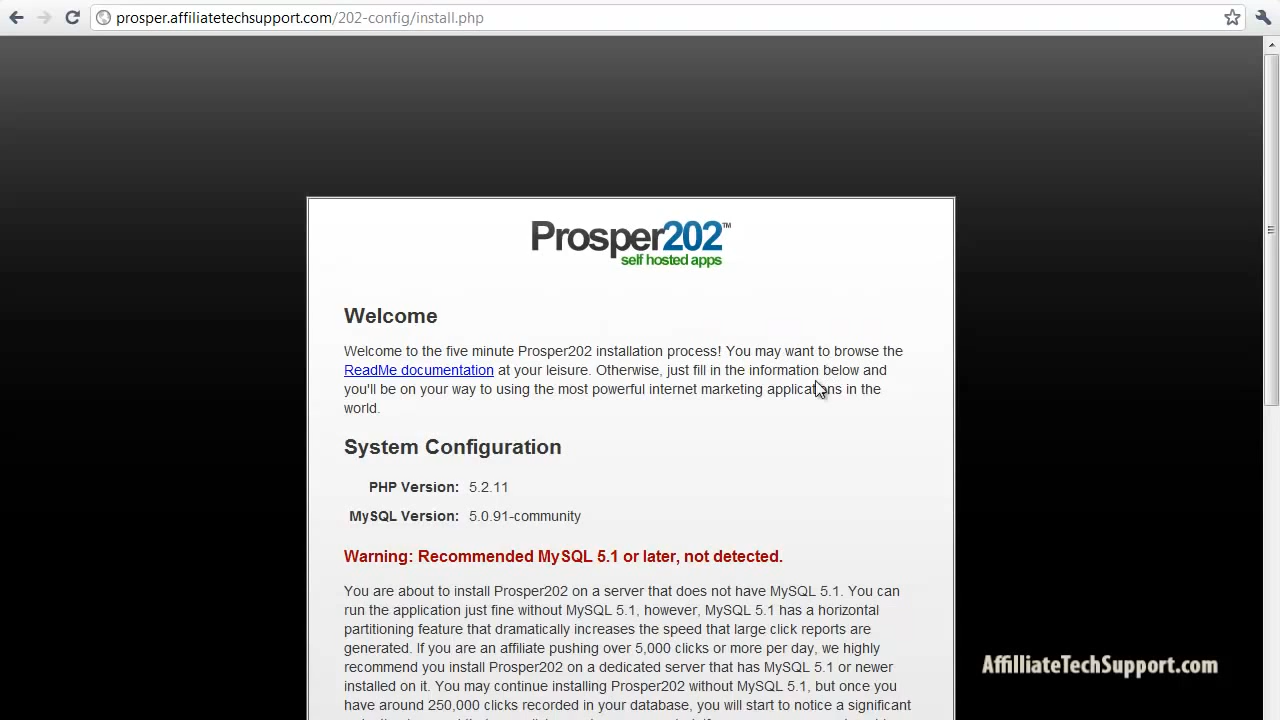 prosper.affiliatetechsupport.com/202-config/install.php
Prosper202™
self hosted apps
Welcome
Welcome to the five minute Prosper202 installation process! You may want to browse the
ReadMe documentation at your leisure. Otherwise, just fill in the information below and
you'll be on your way to using the most powerful internet marketing applications in the
world.
System Configuration
PHP Version: 5.2.11
MySQL Version: 5.0.91-community
Warning: Recommended MySQL 5.1 or later, not detected.
You are about to install Prosper202 on a server that does not have MySQL 5.1. You can
run the application just fine without MySQL 5.1, however, MySQL 5.1 has a horizontal
partitioning feature that dramatically increases the speed that large click reports are
generated. If you are an affiliate pushing over 5,000 clicks or more per day, we highly
recommend you install Prosper202 on a dedicated server that has MySQL 5.1 or newer
installed on it. You may continue installing Prosper202 without MySQL 5.1, but once you
have around 250,000 clicks recorded in your database, you will start to notice a significant
AffilliateTechSupport.com